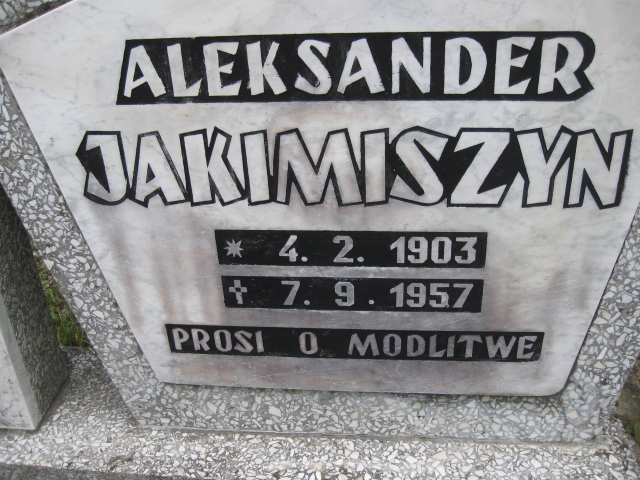 ALEKSANDER
JAKIMISZYN
* 4. 2. 1903
† 7. 9. 1957
PROSI O MODLITWE